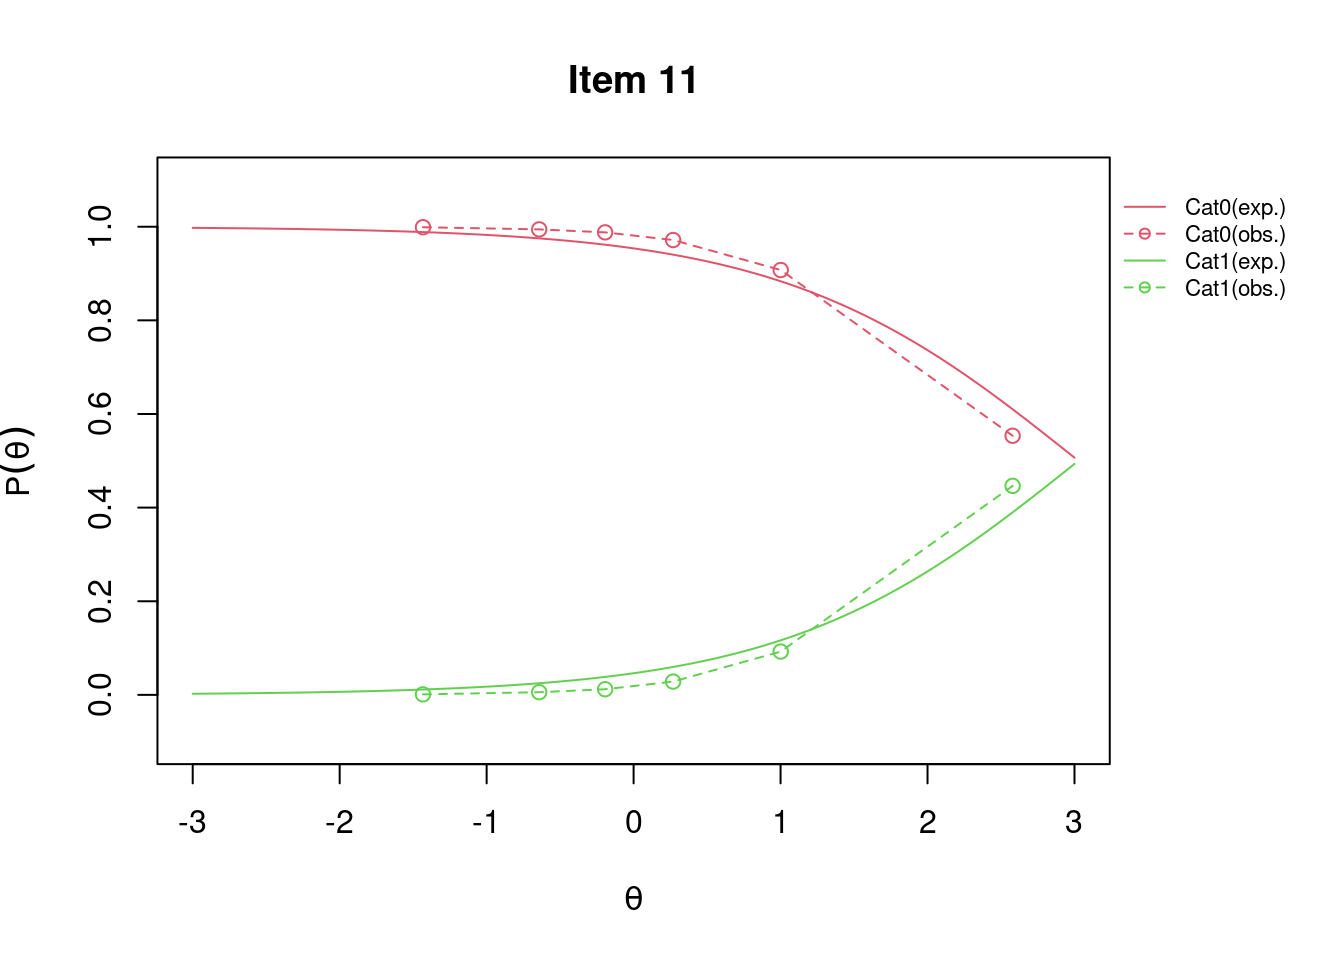 Item 11
P(θ)
1.0
0.8
0.6
0.4
0.2
0.0
-3 -2 -1 0 1 2 3
θ
Cat0(exp.)
Cat0(obs.)
Cat1(exp.)
Cat1(obs.)